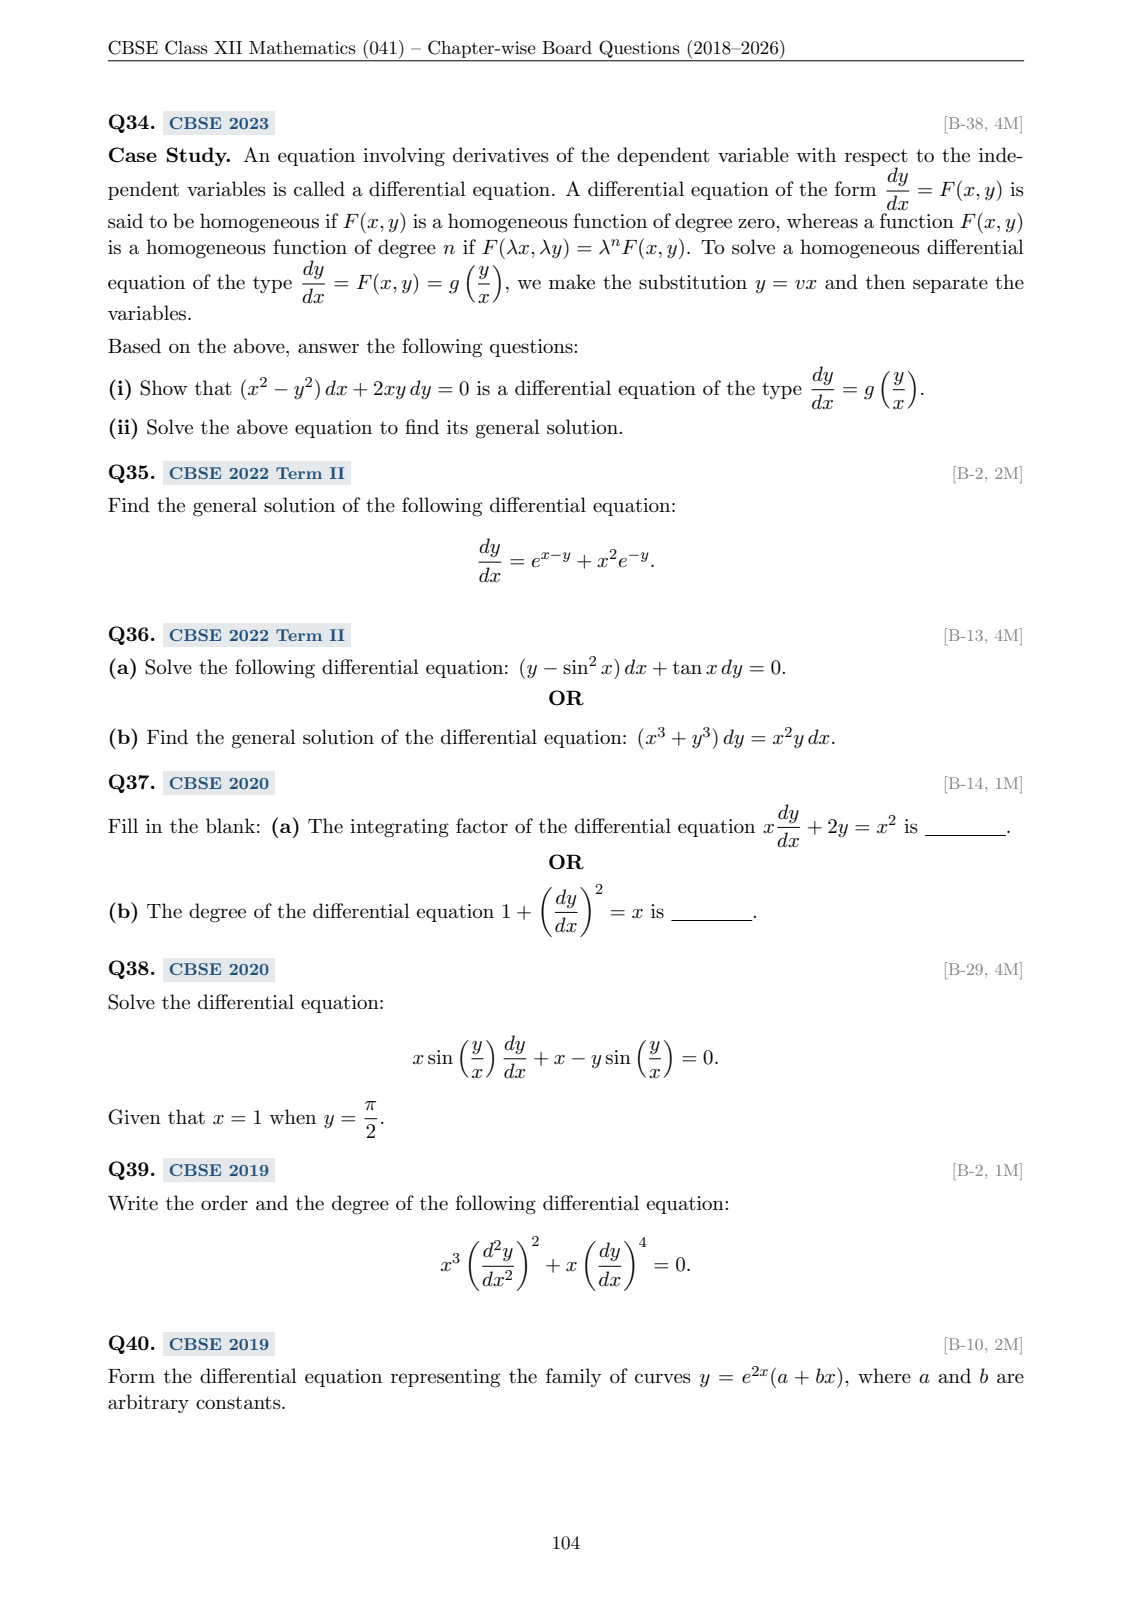 CBSE Class XII Mathematics (041) – Chapter-wise Board Questions (2018–2026)
Q34. CBSE 2023 [B-38, 4M]
Case Study. An equation involving derivatives of the dependent variable with respect to the inde-
pendent variables is called a differential equation. A differential equation of the form dy/dx = F(x, y) is
said to be homogeneous if F(x, y) is a homogeneous function of degree zero, whereas a function F(x, y)
is a homogeneous function of degree n if F(λx, λy) = λⁿF(x, y). To solve a homogeneous differential
equation of the type dy/dx = F(x, y) = g(y/x), we make the substitution y = vx and then separate the
variables.
Based on the above, answer the following questions:
(i) Show that (x² − y²) dx + 2xy dy = 0 is a differential equation of the type dy/dx = g(y/x).
(ii) Solve the above equation to find its general solution.
Q35. CBSE 2022 Term II [B-2, 2M]
Find the general solution of the following differential equation:
dy/dx = e^(x−y) + x²e^(−y).
Q36. CBSE 2022 Term II [B-13, 4M]
(a) Solve the following differential equation: (y − sin² x) dx + tan x dy = 0.
OR
(b) Find the general solution of the differential equation: (x³ + y³) dy = x²y dx.
Q37. CBSE 2020 [B-14, 1M]
Fill in the blank: (a) The integrating factor of the differential equation x dy/dx + 2y = x² is ________.
OR
(b) The degree of the differential equation 1 + (dy/dx)² = x is ________.
Q38. CBSE 2020 [B-29, 4M]
Solve the differential equation:
x sin(y/x) dy/dx + x − y sin(y/x) = 0.
Given that x = 1 when y = π/2.
Q39. CBSE 2019 [B-2, 1M]
Write the order and the degree of the following differential equation:
x³ (d²y/dx²)² + x (dy/dx)⁴ = 0.
Q40. CBSE 2019 [B-10, 2M]
Form the differential equation representing the family of curves y = e^(2x)(a + bx), where a and b are
arbitrary constants.
104